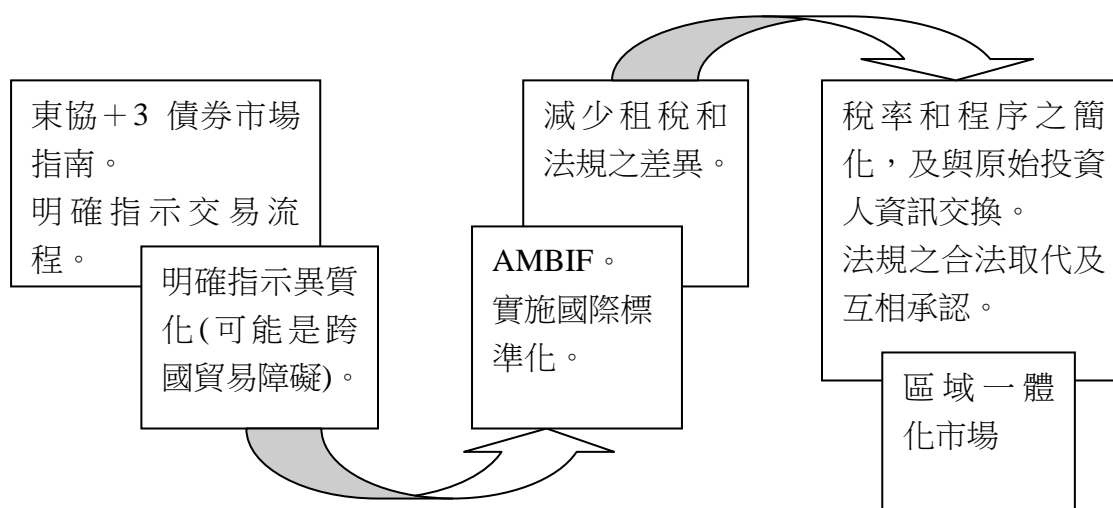 東協＋3 債券市場
指南。
明確指示交易流
程。
明確指示異質
化(可能是跨
國貿易障礙)。
減少租稅和
法規之差異。
AMBIF。
實施國際標
準化。
稅率和程序之簡
化，及與原始投資
人資訊交換。
法規之合法取代及
互相承認。
區域一體
化市場